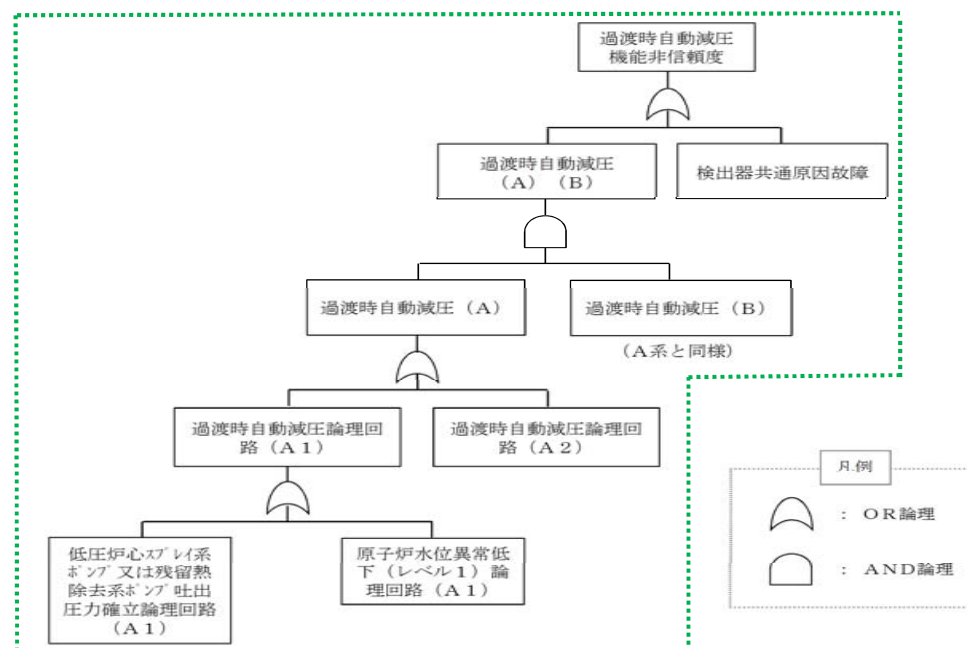 過渡時自動減圧
機能非信頼度
過渡時自動減圧
(A) (B)
検出器共通原因故障
過渡時自動減圧(A)
過渡時自動減圧(B)
(A系と同様)
過渡時自動減圧論理回
路(A1)
過渡時自動減圧論理回
路(A2)
凡例
: OR論理
: AND論理
低圧炉心スプレイ系
ポンプ又は残留熱
除去系ポンプ吐出
圧力確立論理回路
(A1)
原子炉水位異常低
下(レベル1)論
理回路(A1)